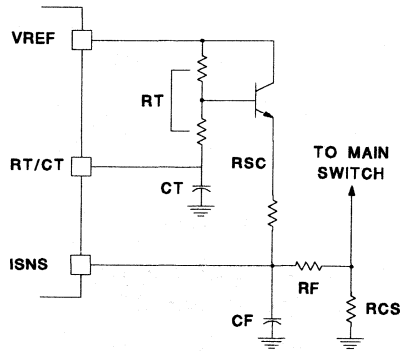 VREF
RT
RT/CT
CT
RSC
TO MAIN
SWITCH
ISNS
RF
CF
RCS